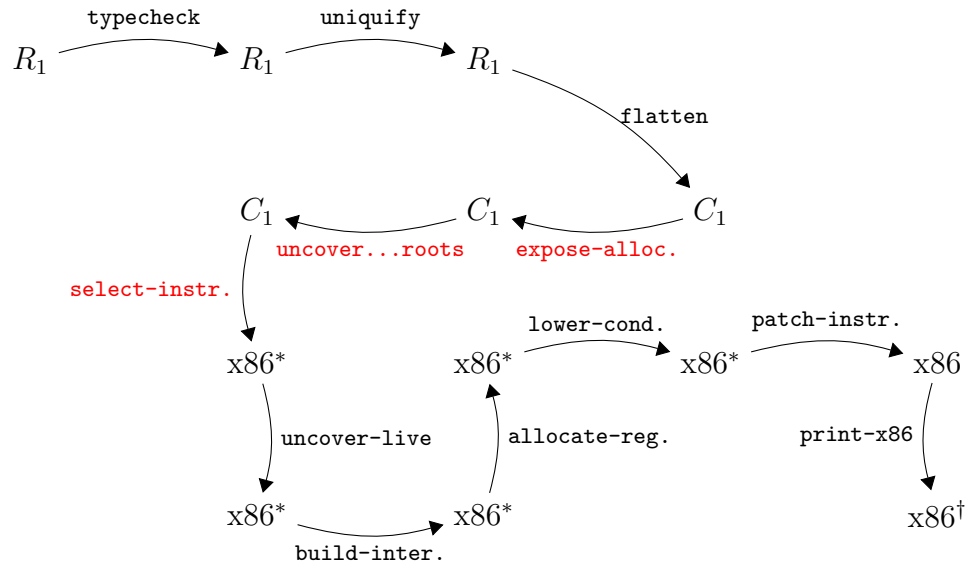 typecheck uniquify
R₁ R₁ R₁
flatten
C₁ C₁ C₁
uncover...roots expose-alloc.
select-instr.
lower-cond. patch-instr.
x86* x86* x86* x86
uncover-live allocate-reg. print-x86
x86* x86* x86†
build-inter.